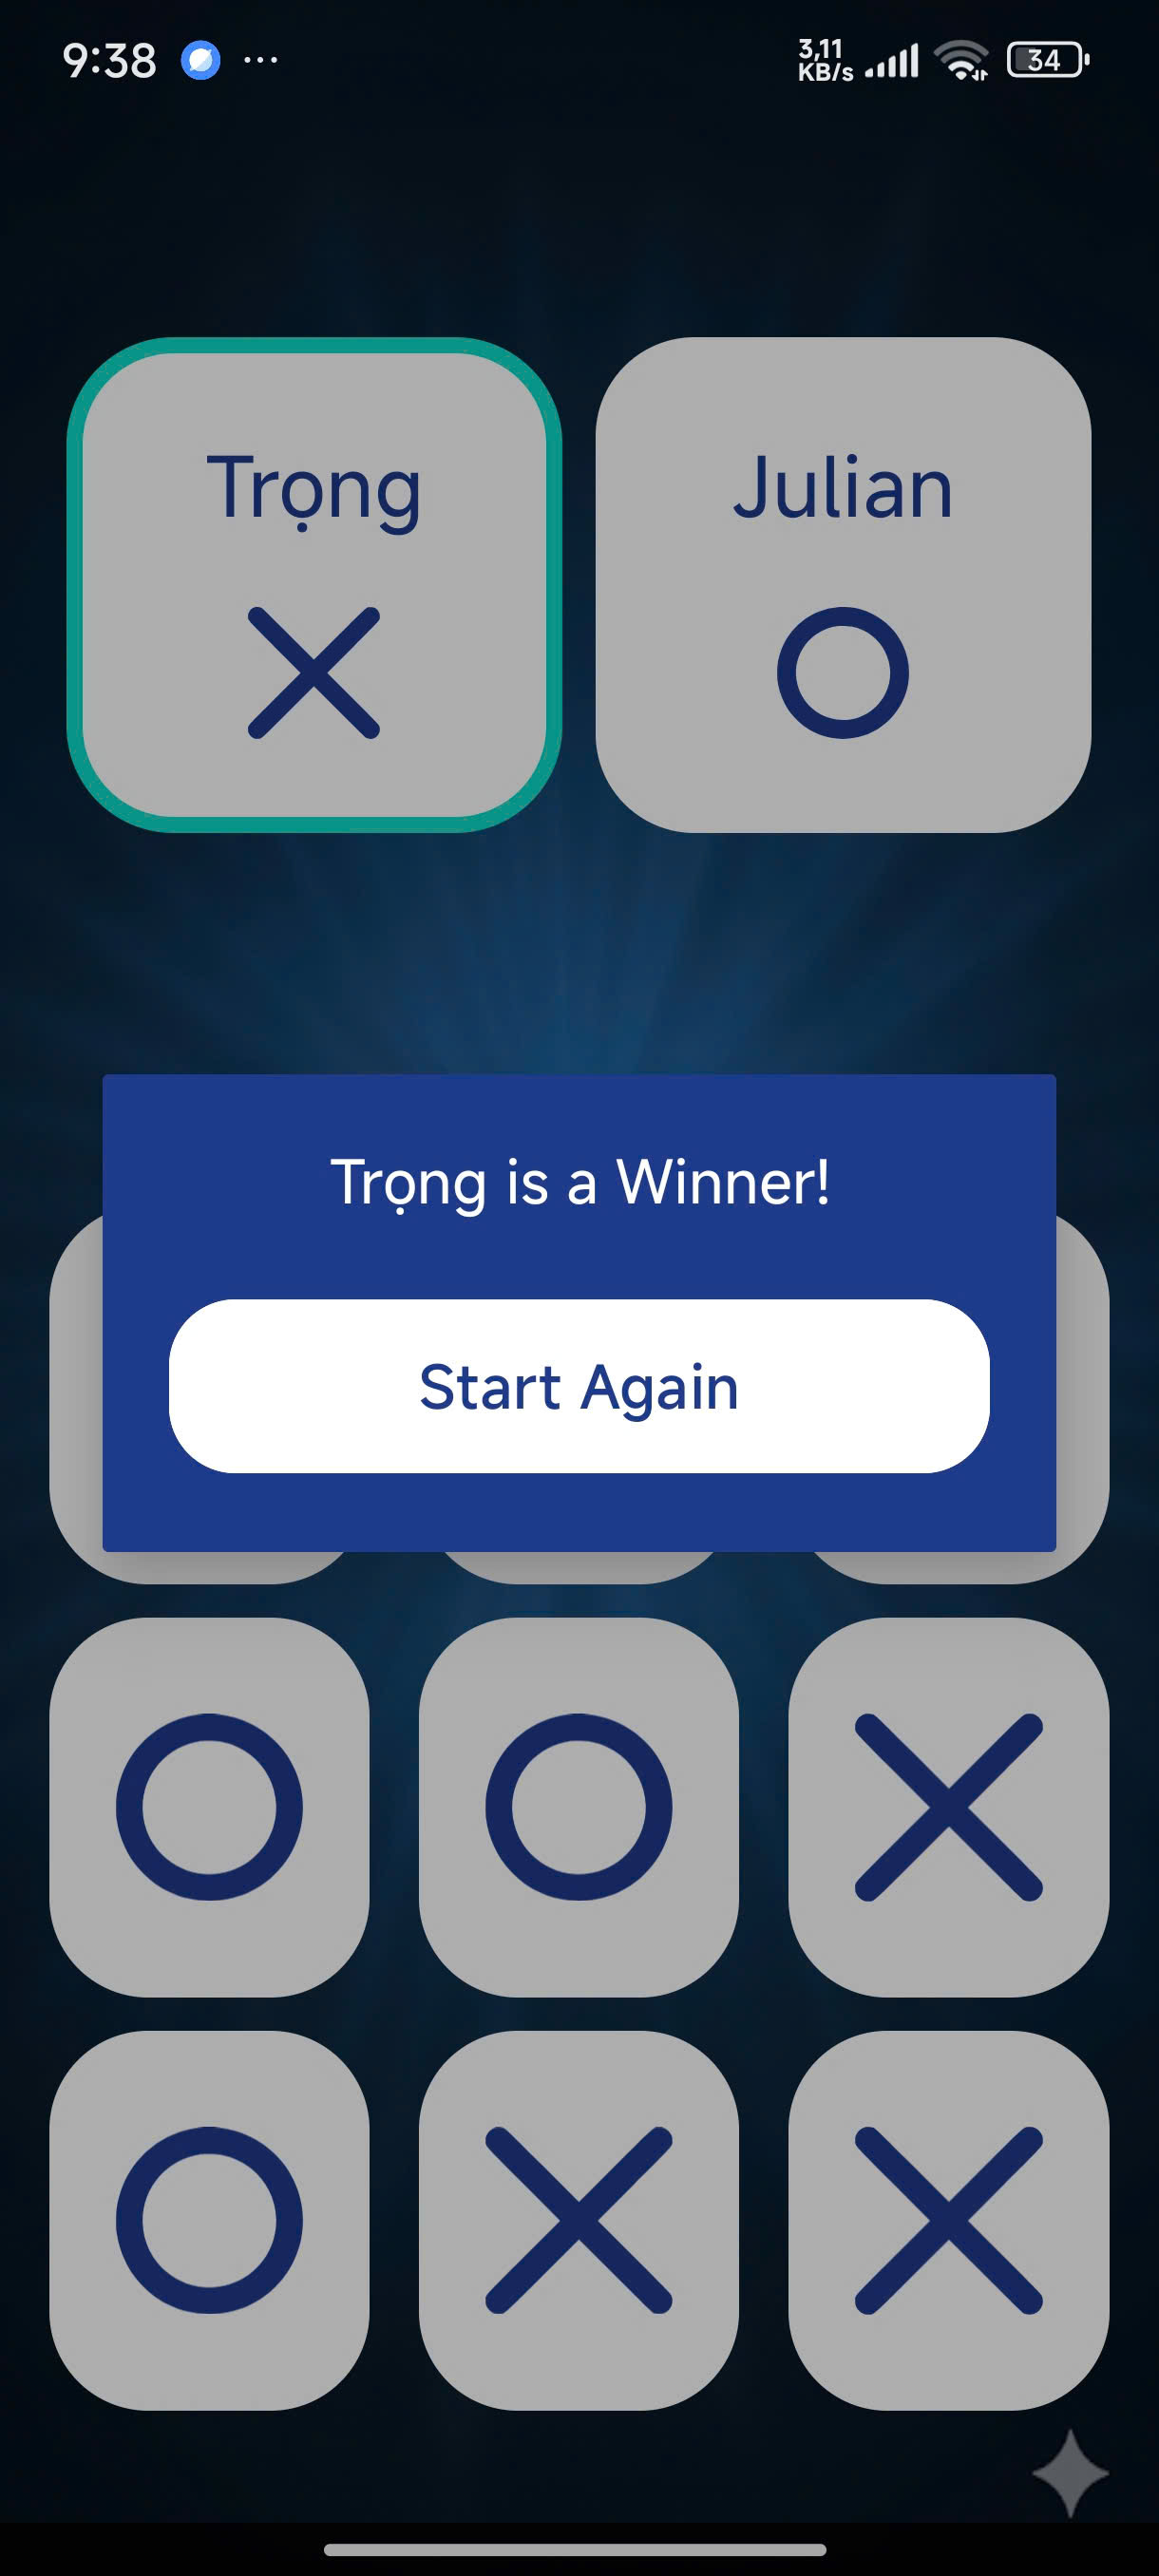 9:38 ...
3,11
KB/s
34
Trọng
Julian
Trọng is a Winner!
Start Again